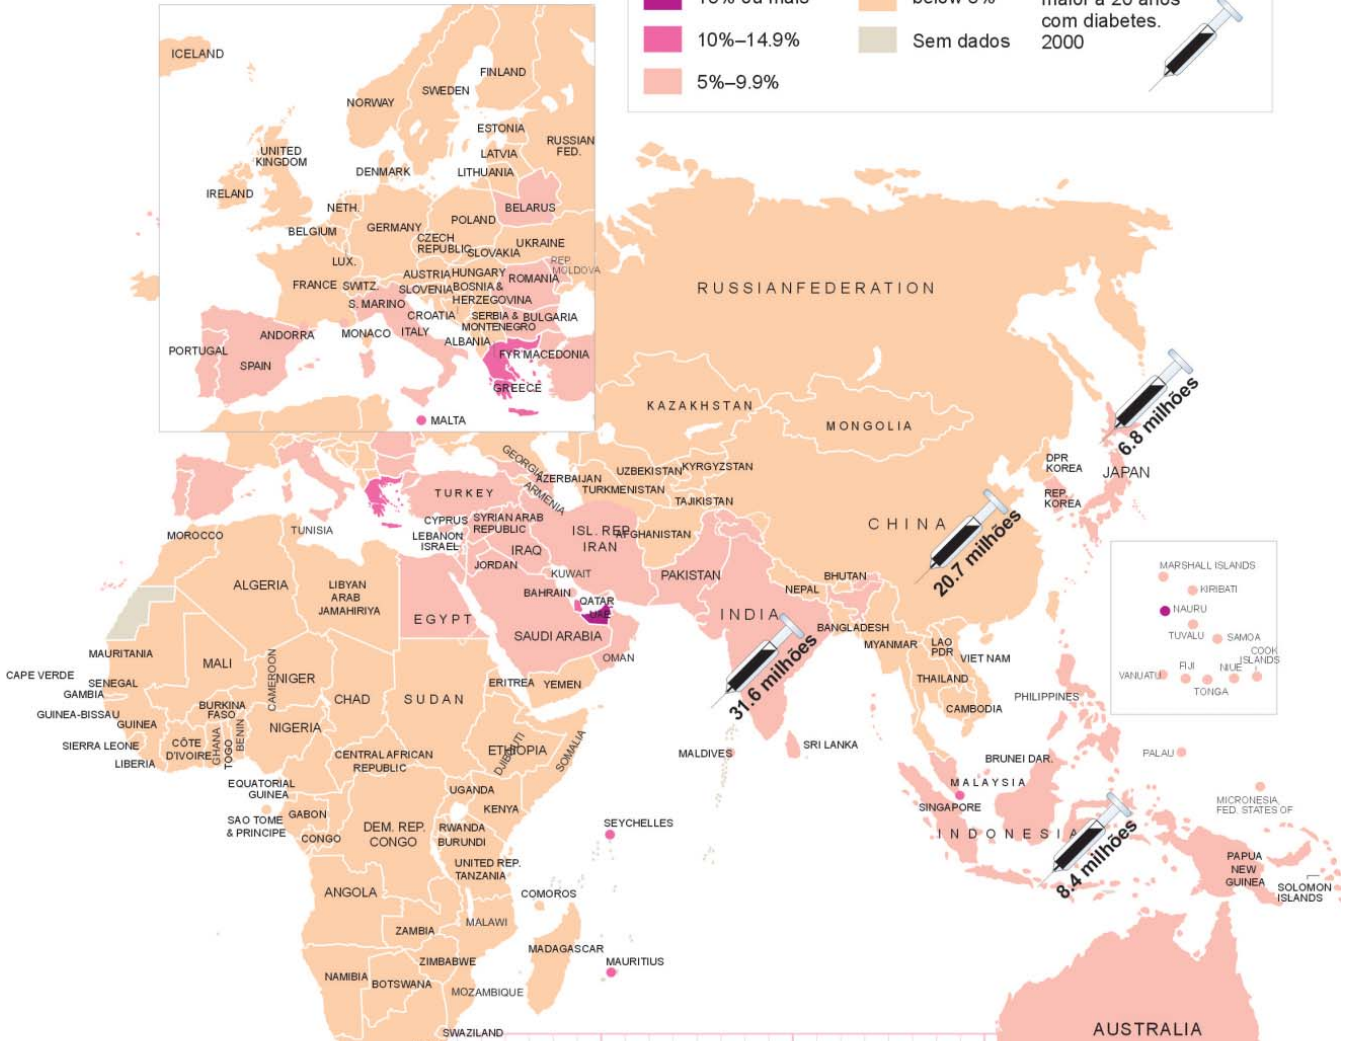 15% ou mais
below 5%
maior a 20 anos
com diabetes.
2000
10%–14.9%
Sem dados
5%–9.9%
ICELAND
FINLAND
SWEDEN
NORWAY
ESTONIA
RUSSIAN
FED.
LATVIA
UNITED
KINGDOM
DENMARK
LITHUANIA
IRELAND
NETH.
BELARUS
POLAND
BELGIUM
GERMANY
CZECH
REPUBLIC
UKRAINE
SLOVAKIA
LUX.
REP.
MOLDOVA
AUSTRIA
HUNGARY
ROMANIA
FRANCE
SWITZ.
SLOVENIA
BOSNIA &
HERZEGOVINA
S. MARINO
CROATIA
SERBIA &
MONTENEGRO
BULGARIA
ANDORRA
MONACO
ITALY
ALBANIA
PORTUGAL
FYR MACEDONIA
SPAIN
GREECE
MALTA
RUSSIANFEDERATION
KAZAKHSTAN
MONGOLIA
6.8 milhões
GEORGIA
AZERBAIJAN
ARMENIA
UZBEKISTAN
KYRGYZSTAN
TURKMENISTAN
TAJIKISTAN
DPR
KOREA
JAPAN
REP.
KOREA
TURKEY
CHINA
20.7 milhões
MOROCCO
TUNISIA
CYPRUS
SYRIAN ARAB
REPUBLIC
LEBANON
ISRAEL
IRAQ
ISL. REP.
IRAN
AFGHANISTAN
JORDAN
KUWAIT
PAKISTAN
BHUTAN
NEPAL
ALGERIA
LIBYAN
ARAB
JAMAHIRIYA
EGYPT
BAHRAIN
QATAR
UAE
INDIA
31.6 milhões
BANGLADESH
SAUDI ARABIA
OMAN
MYANMAR
LAO
PDR
VIET NAM
THAILAND
CAMBODIA
PHILIPPINES
MARSHALL ISLANDS
KIRIBATI
NAURU
TUVALU
SAMOA
COOK
ISLANDS
VANUATU
FIJI
NIUE
TONGA
MAURITANIA
CAPE VERDE
SENEGAL
GAMBIA
GUINEA-BISSAU
GUINEA
SIERRA LEONE
LIBERIA
MALI
BURKINA
FASO
CÔTE
D'IVOIRE
GHANA
TOGO
BENIN
CAMEROON
NIGER
NIGERIA
CHAD
SUDAN
ERITREA
YEMEN
ETHIOPIA
DJIBOUTI
SOMALIA
CENTRAL AFRICAN
REPUBLIC
MALDIVES
SRI LANKA
BRUNEI DAR.
MALAYSIA
SINGAPORE
INDONESIA
8.4 milhões
PALAU
MICRONESIA,
FED. STATES OF
PAPUA
NEW
GUINEA
SOLOMON
ISLANDS
EQUATORIAL
GUINEA
SAO TOME
& PRINCIPE
GABON
CONGO
DEM. REP.
CONGO
UGANDA
KENYA
RWANDA
BURUNDI
UNITED REP.
TANZANIA
SEYCHELLES
COMOROS
ANGOLA
ZAMBIA
MALAWI
MADAGASCAR
MAURITIUS
ZIMBABWE
NAMIBIA
BOTSWANA
MOZAMBIQUE
SWAZILAND
AUSTRALIA